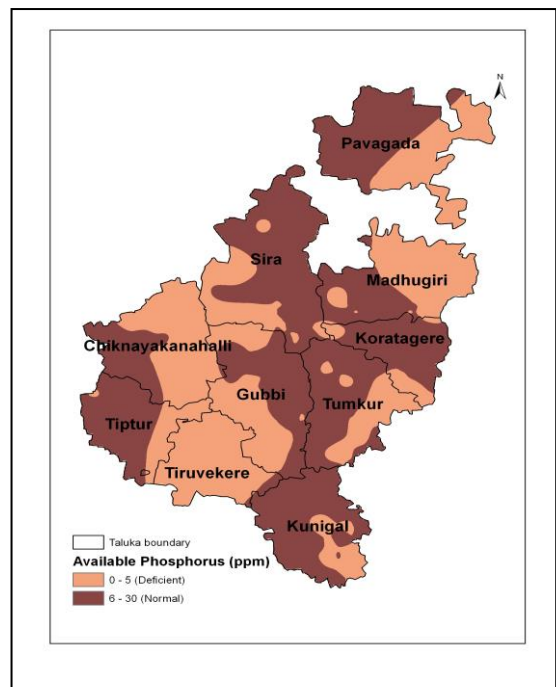 N
Pavagada
Sira
Madhugiri
Chiknayakanahalli
Koratagere
Gubbi
Tumkur
Tiptur
Tiruvekere
Kunigal
Taluka boundary
Available Phosphorus (ppm)
0 - 5 (Deficient)
6 - 30 (Normal)